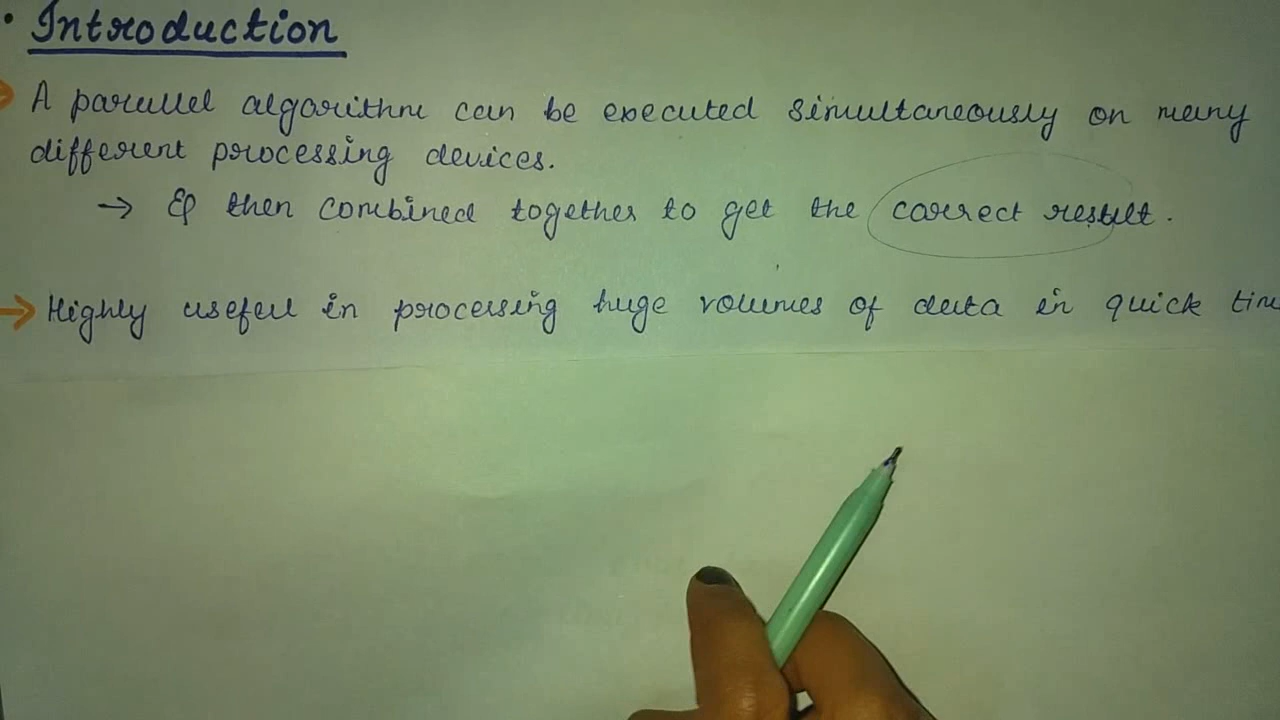 • Introduction
A parallel algorithm can be executed simultaneously on many
different processing devices.
→ & then combined together to get the correct result.
→ Highly useful in processing huge volumes of data in quick tim